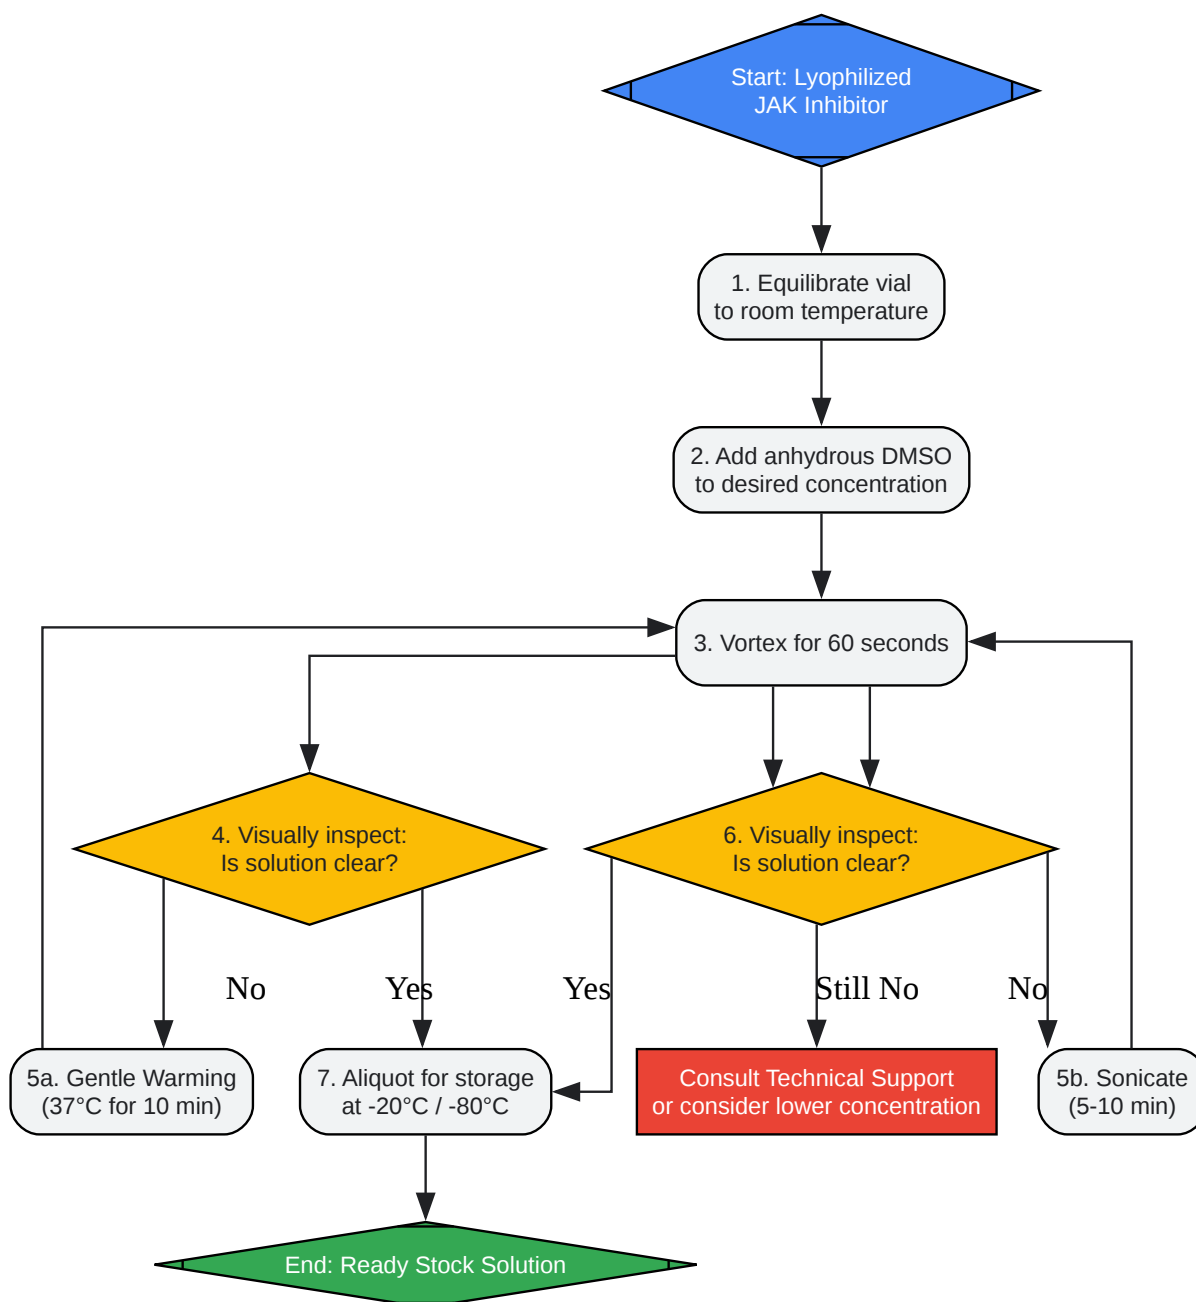 Start: Lyophilized
JAK Inhibitor
1. Equilibrate vial
to room temperature
2. Add anhydrous DMSO
to desired concentration
3. Vortex for 60 seconds
4. Visually inspect:
Is solution clear?
6. Visually inspect:
Is solution clear?
No
Yes
Yes
Still No
No
5a. Gentle Warming
(37°C for 10 min)
7. Aliquot for storage
at -20°C / -80°C
Consult Technical Support
or consider lower concentration
5b. Sonicate
(5-10 min)
End: Ready Stock Solution